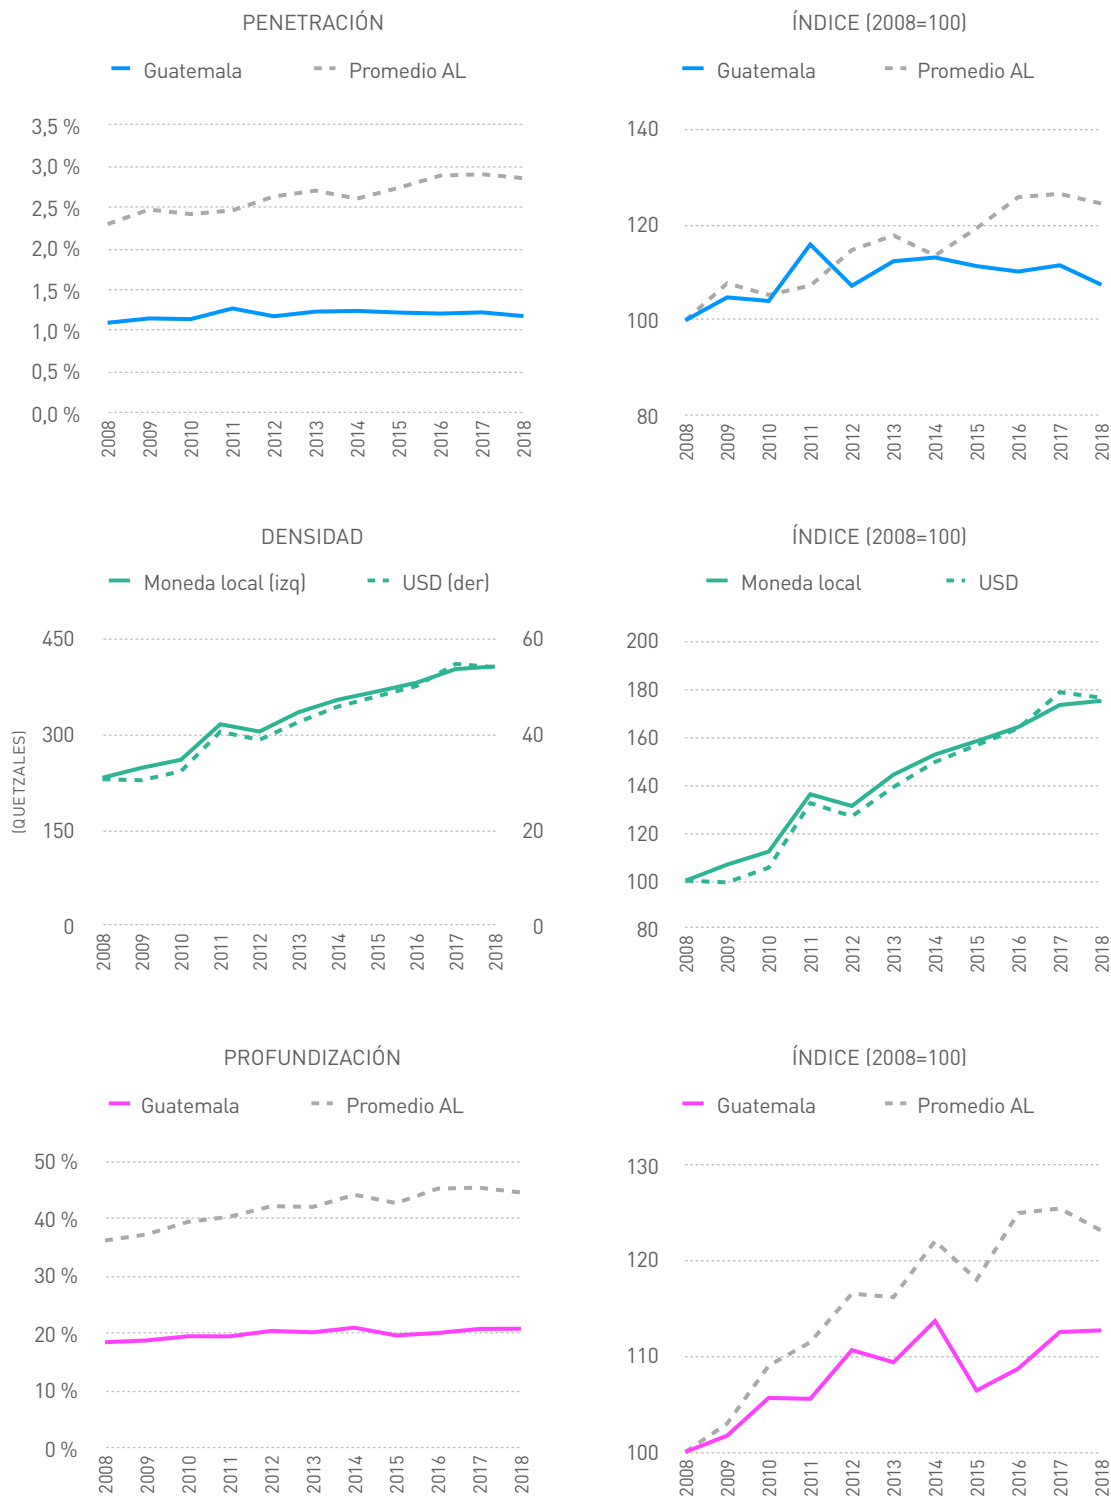 PENETRACIÓN
Guatemala Promedio AL
3,5 %
3,0 %
2,5 %
2,0 %
1,5 %
1,0 %
0,5 %
0,0 %
2008 2009 2010 2011 2012 2013 2014 2015 2016 2017 2018
ÍNDICE (2008=100)
Guatemala Promedio AL
140
120
100
80
2008 2009 2010 2011 2012 2013 2014 2015 2016 2017 2018
DENSIDAD
Moneda local (izq) USD (der)
(QUETZALES)
450 60
300 40
150 20
0 0
2008 2009 2010 2011 2012 2013 2014 2015 2016 2017 2018
ÍNDICE (2008=100)
Moneda local USD
200
180
160
140
120
100
80
2008 2009 2010 2011 2012 2013 2014 2015 2016 2017 2018
PROFUNDIZACIÓN
Guatemala Promedio AL
50 %
40 %
30 %
20 %
10 %
0 %
2008 2009 2010 2011 2012 2013 2014 2015 2016 2017 2018
ÍNDICE (2008=100)
Guatemala Promedio AL
130
120
110
100
2008 2009 2010 2011 2012 2013 2014 2015 2016 2017 2018